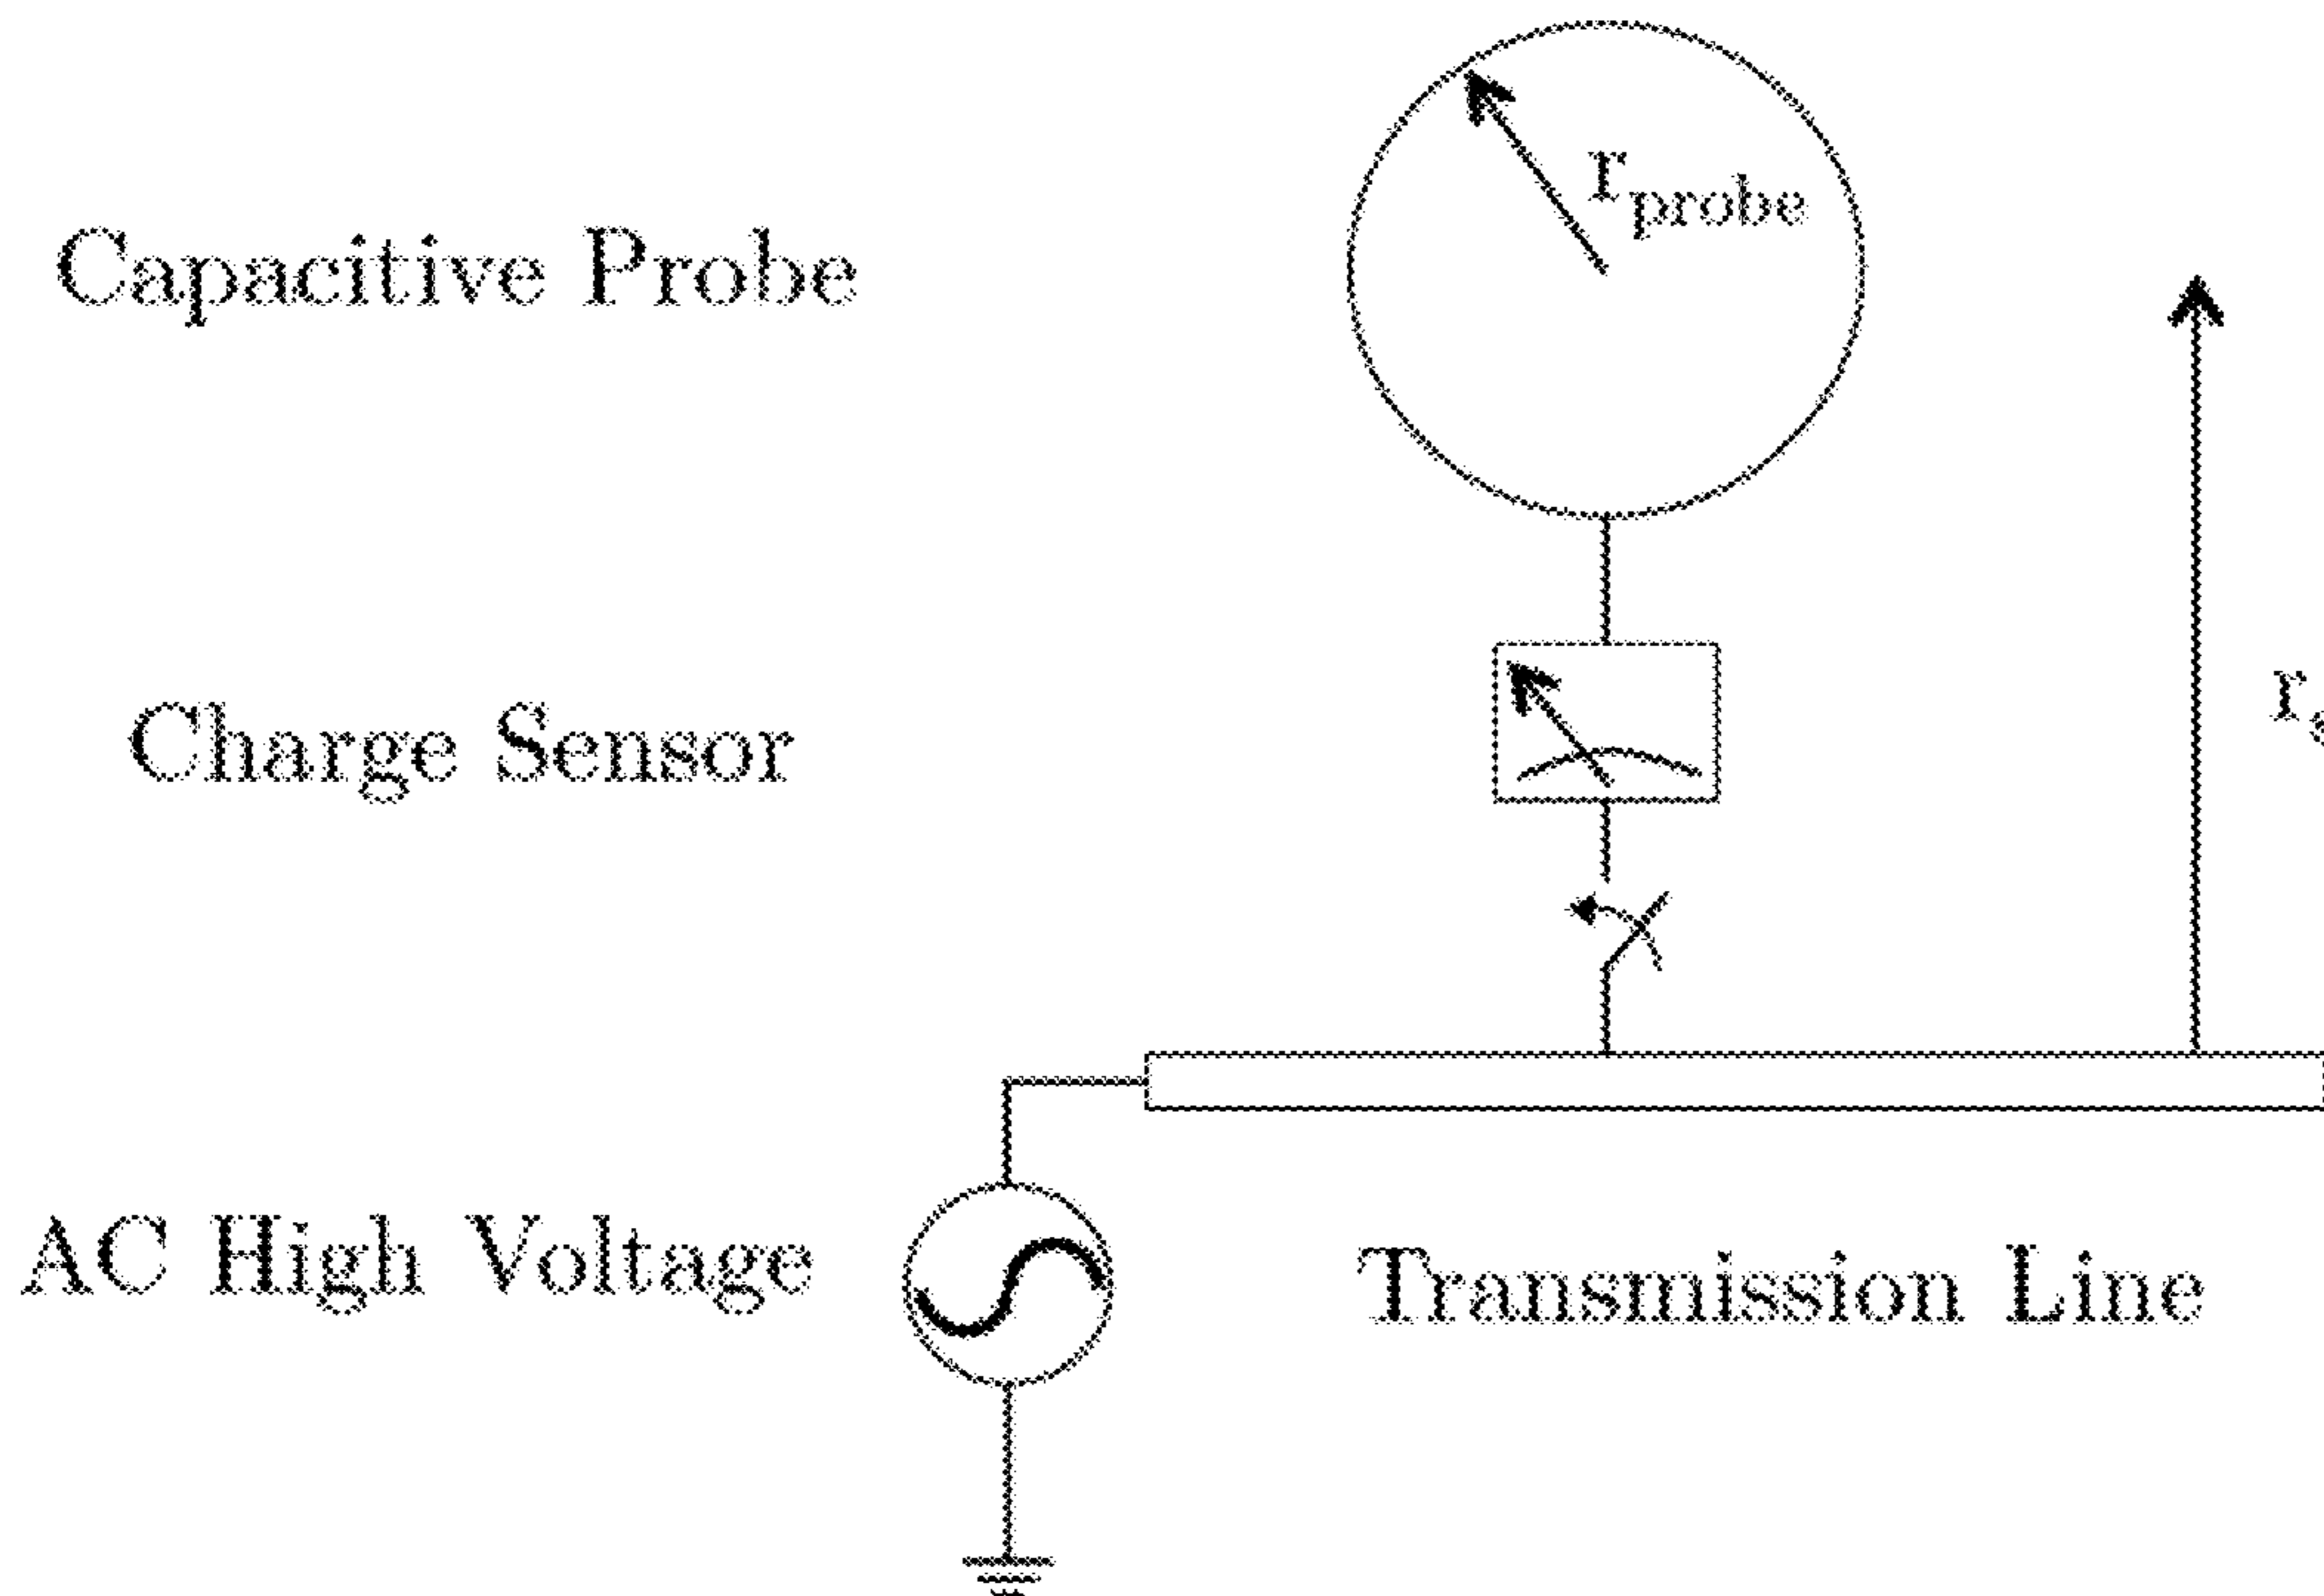 r_probe
Capacitive Probe
Charge Sensor
AC High Voltage
Transmission Line